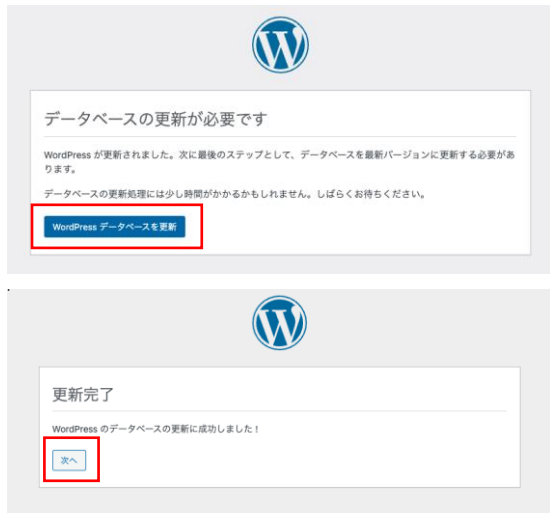 データベースの更新が必要です
WordPress が更新されました。次に最後のステップとして、データベースを最新バージョンに更新する必要があ
ります。
データベースの更新処理には少し時間がかかるかもしれません。しばらくお待ちください。
WordPress データベースを更新
更新完了
WordPress のデータベースの更新に成功しました！
次へ